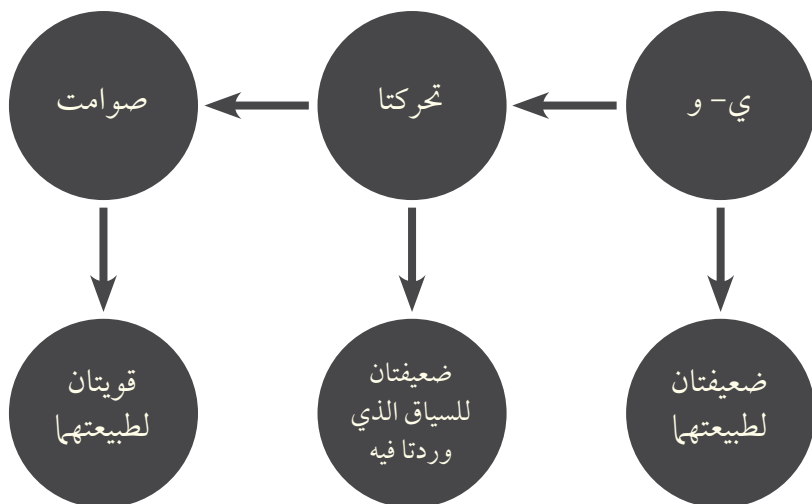 ي- و
تحركتا
صوامت
ضعيفتان
لطبيعتهما
ضعيفتان
للسياق الذي
وردتا فيه
قويتان
لطبيعتهما